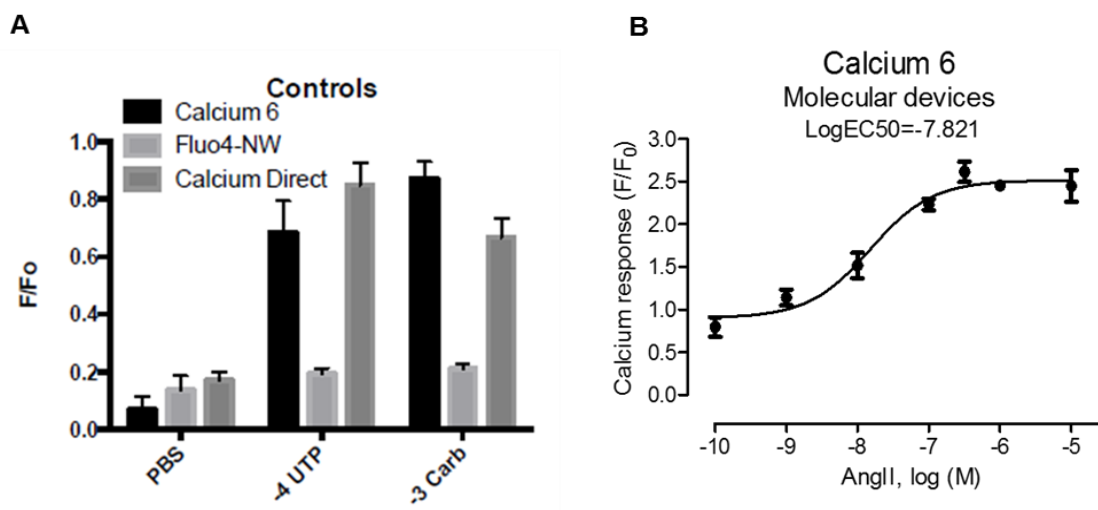 A
Controls
Calcium 6
Fluo4-NW
Calcium Direct
1.0
0.8
0.6
0.4
0.2
0.0
F/Fo
PBS
-4 UTP
-3 Carb
B
Calcium 6
Molecular devices
LogEC50=-7.821
3.0
2.5
2.0
1.5
1.0
0.5
0.0
Calcium response (F/F0)
-10 -9 -8 -7 -6 -5
AngII, log (M)